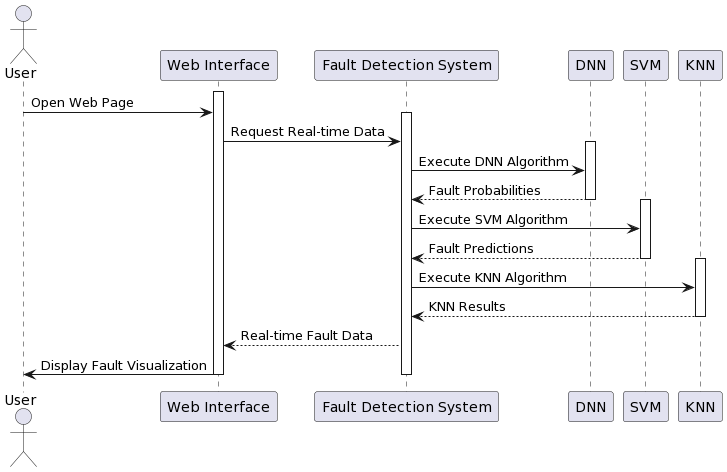 User
Web Interface
Fault Detection System
DNN
SVM
KNN
Open Web Page
Request Real-time Data
Execute DNN Algorithm
Fault Probabilities
Execute SVM Algorithm
Fault Predictions
Execute KNN Algorithm
KNN Results
Real-time Fault Data
Display Fault Visualization
User
Web Interface
Fault Detection System
DNN
SVM
KNN